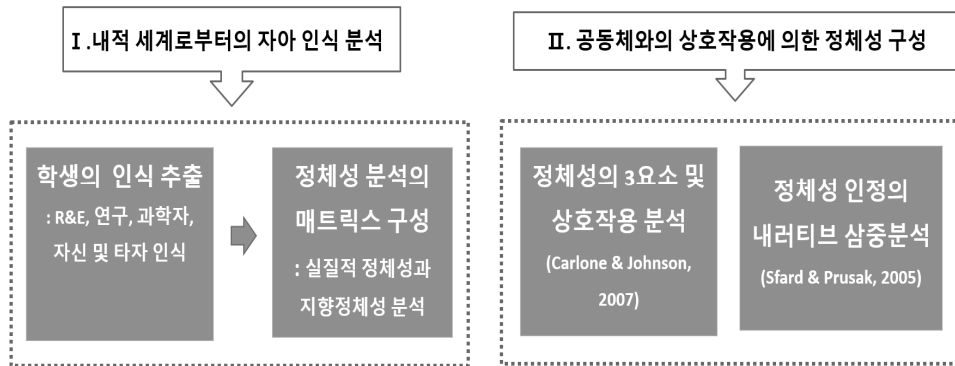 Ⅰ.내적 세계로부터의 자아 인식 분석
학생의 인식 추출
: R&E, 연구, 과학자,
자신 및 타자 인식
정체성 분석의
매트릭스 구성
: 실질적 정체성과
지향정체성 분석
Ⅱ. 공동체와의 상호작용에 의한 정체성 구성
정체성의 3요소 및
상호작용 분석
(Carlone & Johnson,
2007)
정체성 인정의
내러티브 삼중분석
(Sfard & Prusak, 2005)